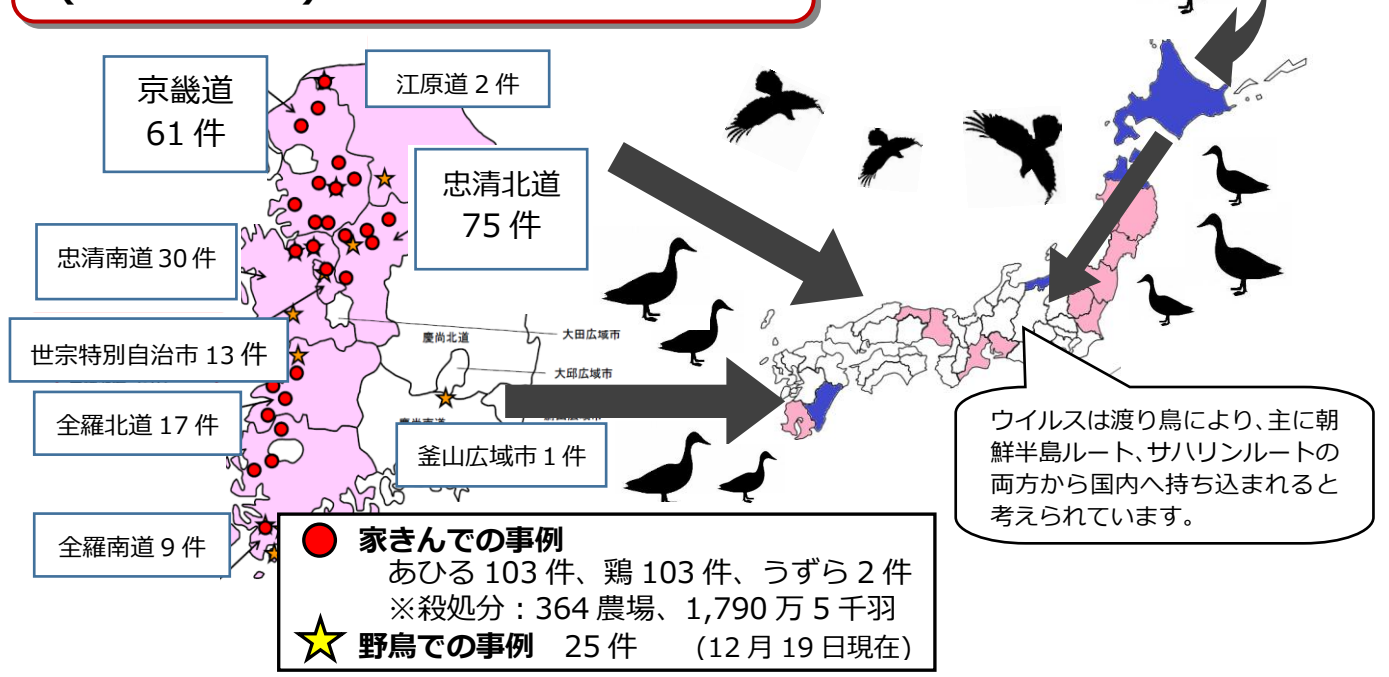 江原道 2 件
京畿道
61 件
忠清北道
75 件
忠清南道 30 件
世宗特別自治市 13 件
大田広域市
慶尚北道
大邱広域市
全羅北道 17 件
慶尚南道
釜山広域市 1 件
全羅南道 9 件
ウイルスは渡り鳥により、主に朝
鮮半島ルート、サハリンルートの
両方から国内へ持ち込まれると
考えられています。
家きんでの事例
あひる 103 件、鶏 103 件、うずら 2 件
※殺処分：364 農場、1,790 万 5 千羽
野鳥での事例　25 件　(12 月 19 日現在)